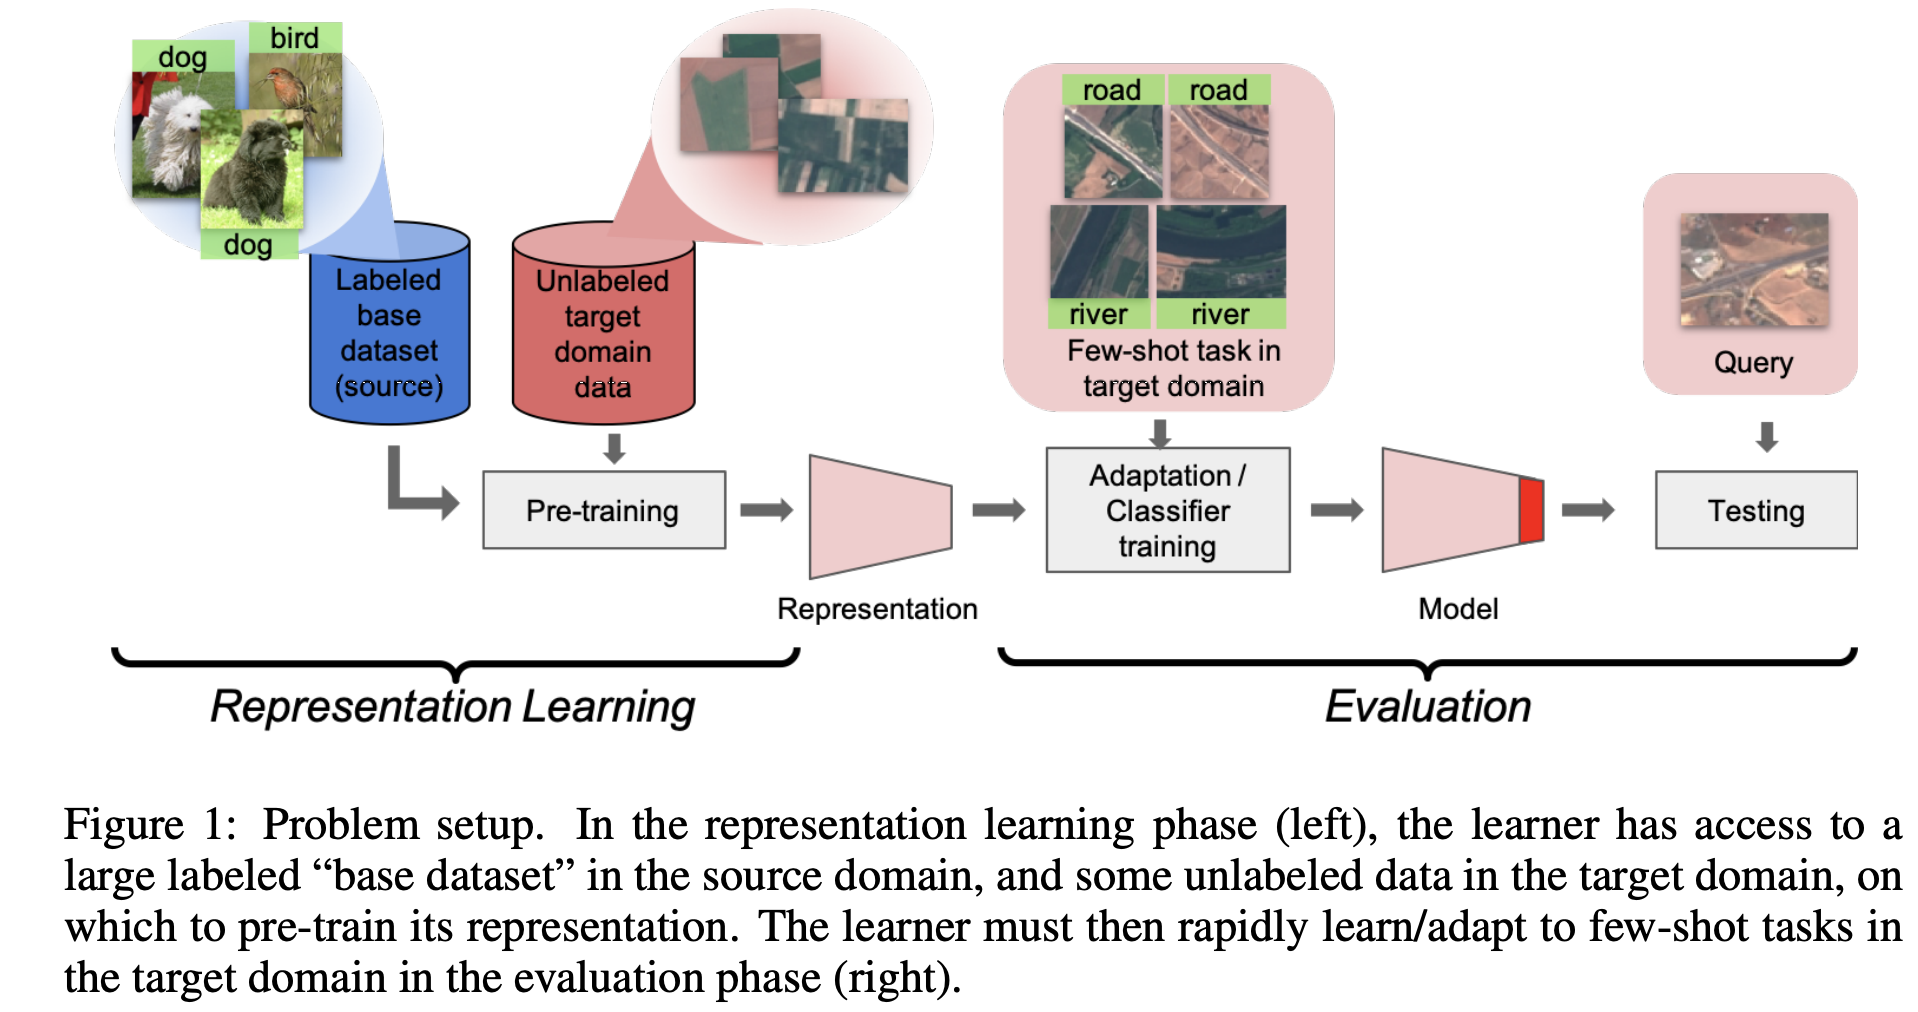 dog
bird
dog
Labeled
base
dataset
(source)
Unlabeled
target
domain
data
road
road
river
river
Few-shot task in
target domain
Query
Pre-training
Representation
Adaptation /
Classifier
training
Model
Testing
Representation Learning
Evaluation
Figure 1: Problem setup. In the representation learning phase (left), the learner has access to a
large labeled “base dataset” in the source domain, and some unlabeled data in the target domain, on
which to pre-train its representation. The learner must then rapidly learn/adapt to few-shot tasks in
the target domain in the evaluation phase (right).